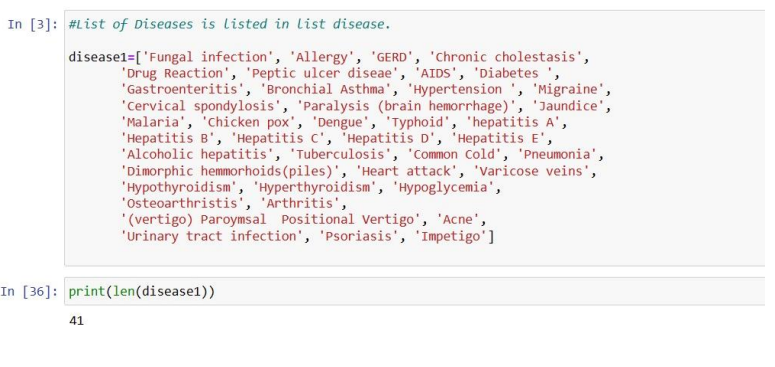 In [3]: #List of Diseases is listed in list disease.
disease1=['Fungal infection', 'Allergy', 'GERD', 'Chronic cholestasis',
'Drug Reaction', 'Peptic ulcer diseae', 'AIDS', 'Diabetes ',
'Gastroenteritis', 'Bronchial Asthma', 'Hypertension ', 'Migraine',
'Cervical spondylosis', 'Paralysis (brain hemorrhage)', 'Jaundice',
'Malaria', 'Chicken pox', 'Dengue', 'Typhoid', 'hepatitis A',
'Hepatitis B', 'Hepatitis C', 'Hepatitis D', 'Hepatitis E',
'Alcoholic hepatitis', 'Tuberculosis', 'Common Cold', 'Pneumonia',
'Dimorphic hemmorhoids(piles)', 'Heart attack', 'Varicose veins',
'Hypothyroidism', 'Hyperthyroidism', 'Hypoglycemia',
'Osteoarthristis', 'Arthritis',
'(vertigo) Paroymsal  Positional Vertigo', 'Acne',
'Urinary tract infection', 'Psoriasis', 'Impetigo']
In [36]: print(len(disease1))
41